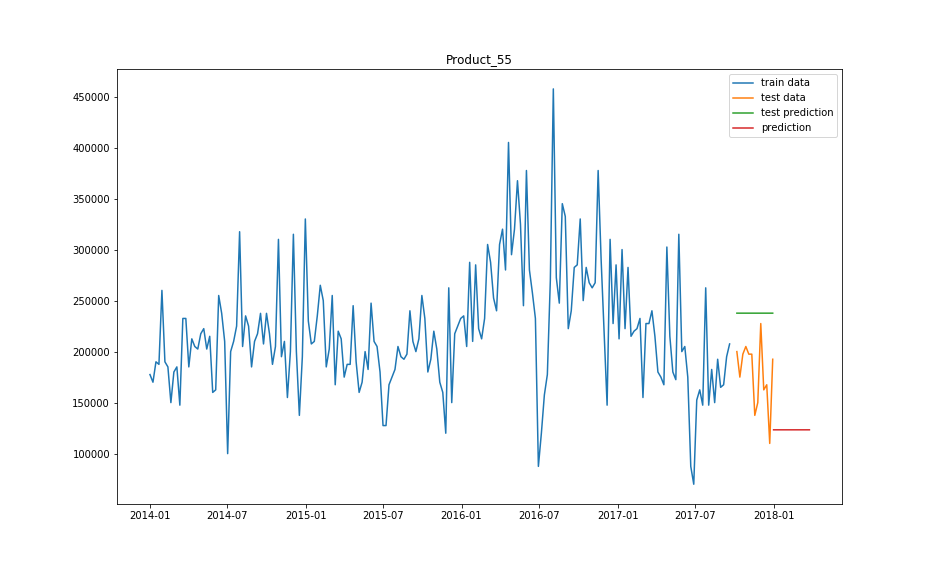 Product_55
train data
test data
test prediction
prediction
450000
400000
350000
300000
250000
200000
150000
100000
2014-01 2014-07 2015-01 2015-07 2016-01 2016-07 2017-01 2017-07 2018-01